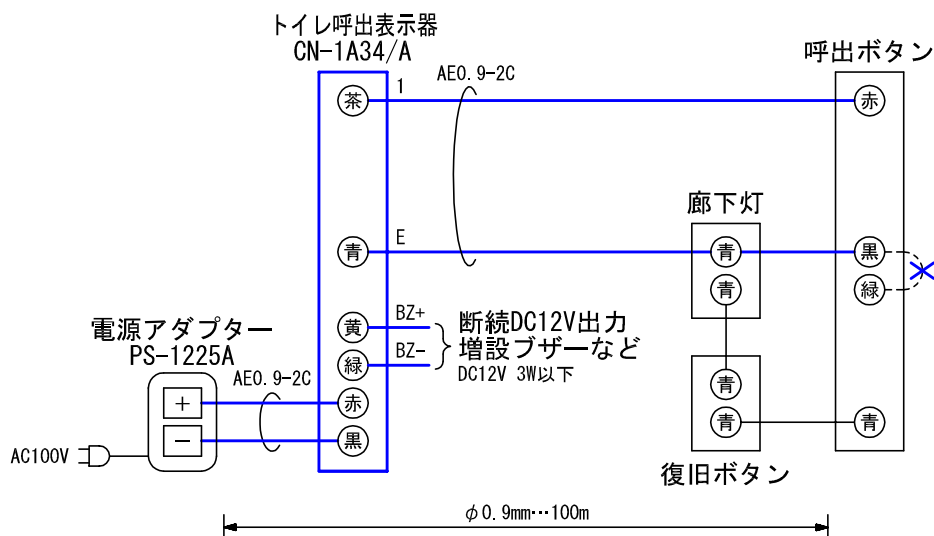 トイレ呼出表示器
CN-1A34/A
呼出ボタン
AE0.9-2C
茶
1
赤
廊下灯
青
E
青
黒
青
緑
黄
BZ+
断続DC12V出力
緑
BZ-
増設ブザーなど
DC12V 3W以下
電源アダプター
PS-1225A
AE0.9-2C
+
赤
-
黒
AC100V
青
青
青
復旧ボタン
φ0.9mm…100m